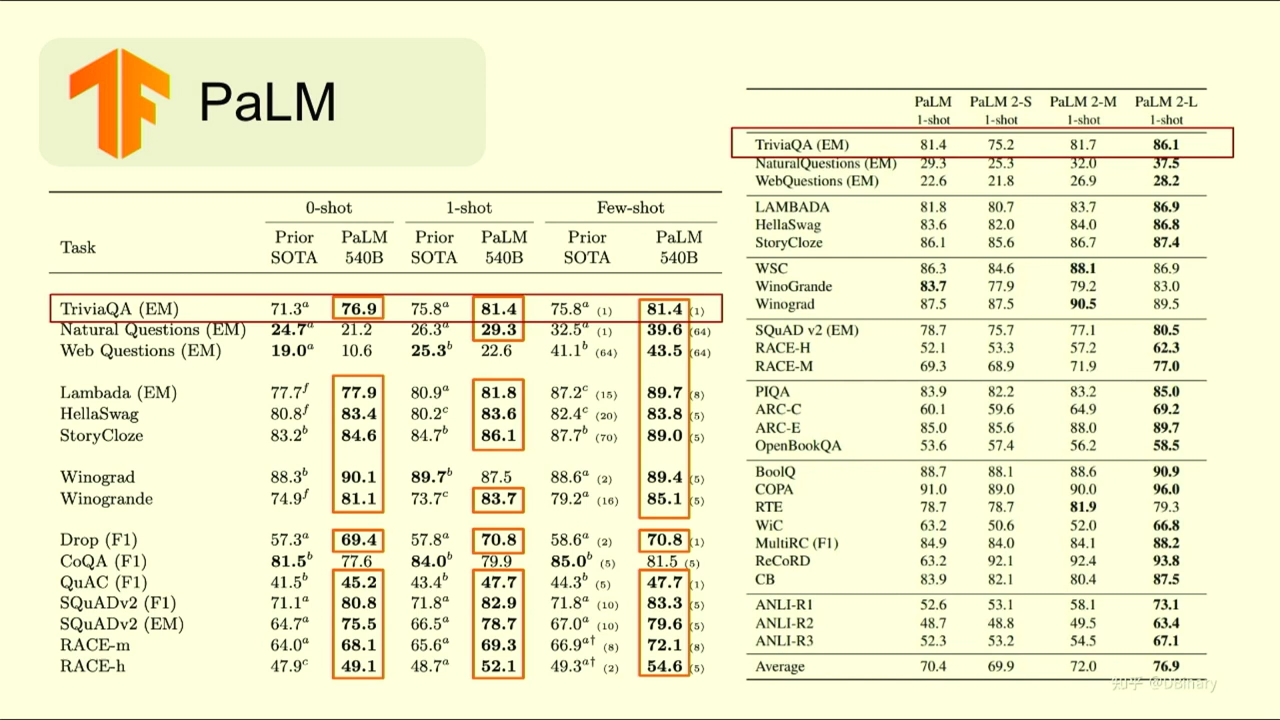 PaLM
0-shot 1-shot Few-shot
Task Prior SOTA PaLM 540B Prior SOTA PaLM 540B Prior SOTA PaLM 540B
TriviaQA (EM) 71.3a 76.9 75.8a 81.4 75.8a (1) 81.4 (1)
Natural Questions (EM) 24.7a 21.2 26.3a 29.3 32.5a (1) 39.6 (64)
Web Questions (EM) 19.0a 10.6 25.3b 22.6 41.1b (64) 43.5 (64)
Lambada (EM) 77.7f 77.9 80.9a 81.8 87.2c (15) 89.7 (8)
HellaSwag 80.8f 83.4 80.2c 83.6 82.4c (20) 83.8 (5)
StoryCloze 83.2b 84.6 84.7b 86.1 87.7b (70) 89.0 (5)
Winograd 88.3b 90.1 89.7b 87.5 88.6a (2) 89.4 (5)
Winogrande 74.9f 81.1 73.7c 83.7 79.2a (16) 85.1 (5)
Drop (F1) 57.3a 69.4 57.8a 70.8 58.6a (2) 70.8 (1)
CoQA (F1) 81.5b 77.6 84.0b 79.9 85.0b (5) 81.5 (5)
QuAC (F1) 41.5b 45.2 43.4b 47.7 44.3b (5) 47.7 (1)
SQuADv2 (F1) 71.1a 80.8 71.8a 82.9 71.8a (10) 83.3 (5)
SQuADv2 (EM) 64.7a 75.5 66.5a 78.7 67.0a (10) 79.6 (5)
RACE-m 64.0a 68.1 65.6a 69.3 66.9a† (8) 72.1 (8)
RACE-h 47.9c 49.1 48.7a 52.1 49.3a† (2) 54.6 (5)
PaLM PaLM 2-S PaLM 2-M PaLM 2-L
1-shot 1-shot 1-shot 1-shot
TriviaQA (EM) 81.4 75.2 81.7 86.1
NaturalQuestions (EM) 29.3 25.3 32.0 37.5
WebQuestions (EM) 22.6 21.8 26.9 28.2
LAMBADA 81.8 80.7 83.7 86.9
HellaSwag 83.6 82.0 84.0 86.8
StoryCloze 86.1 85.6 86.7 87.4
WSC 86.3 84.6 88.1 86.9
WinoGrande 83.7 77.9 79.2 83.0
Winograd 87.5 87.5 90.5 89.5
SQuAD v2 (EM) 78.7 75.7 77.1 80.5
RACE-H 52.1 53.3 57.2 62.3
RACE-M 69.3 68.9 71.9 77.0
PIQA 83.9 82.2 83.2 85.0
ARC-C 60.1 59.6 64.9 69.2
ARC-E 85.0 85.6 88.0 89.7
OpenBookQA 53.6 57.4 56.2 58.5
BoolQ 88.7 88.1 88.6 90.9
COPA 91.0 89.0 90.0 96.0
RTE 78.7 78.7 81.9 79.3
WiC 63.2 50.6 52.0 66.8
MultiRC (F1) 84.9 84.0 84.1 88.2
ReCoRD 63.2 92.1 92.4 93.8
CB 83.9 82.1 80.4 87.5
ANLI-R1 52.6 53.1 58.1 73.1
ANLI-R2 48.7 48.8 49.5 63.4
ANLI-R3 52.3 53.2 54.5 67.1
Average 70.4 69.9 72.0 76.9
知乎 @DBinary